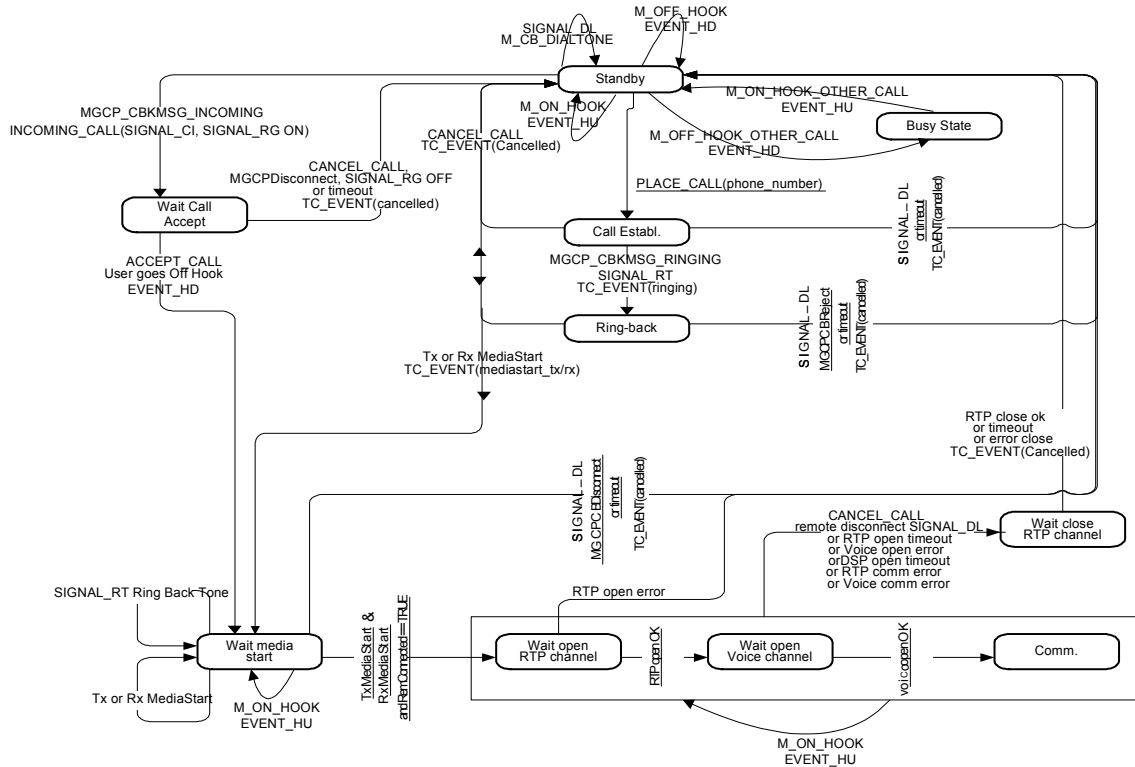 SIGNAL_DL
M_CB_DIALTONE
M_OFF_HOOK
EVENT_HD
Standby
MGCP_CBKMSG_INCOMING
INCOMING_CALL(SIGNAL_CI, SIGNAL_RG ON)
M_ON_HOOK
EVENT_HU
M_ON_HOOK_OTHER_CALL
EVENT_HU
Busy State
CANCEL_CALL
TC_EVENT(Cancelled)
M_OFF_HOOK_OTHER_CALL
EVENT_HD
CANCEL_CALL,
MGCPDisconnect, SIGNAL_RG OFF
or timeout
TC_EVENT(cancelled)
PLACE_CALL(phone_number)
Wait Call
Accept
Call Establ.
SIGNAL_DL
or timeout
TC_EVENT(cancelled)
ACCEPT_CALL
User goes Off Hook
EVENT_HD
MGCP_CBKMSG_RINGING
SIGNAL_RT
TC_EVENT(ringing)
Ring-back
SIGNAL_DL
MGCPCBReject
or timeout
TC_EVENT(cancelled)
Tx or Rx MediaStart
TC_EVENT(mediastart_tx/rx)
RTP close ok
or timeout
or error close
TC_EVENT(Cancelled)
SIGNAL_DL
MGCPCBDisconnect
or timeout
TC_EVENT(cancelled)
CANCEL_CALL
remote disconnect SIGNAL_DL
or RTP open timeout
or Voice open error
orDSP open timeout
or RTP comm error
or Voice comm error
Wait close
RTP channel
SIGNAL_RT Ring Back Tone
RTP open error
Wait media
start
TxMediaStart &
RxMediaStart
andRemConnected==TRUE
Wait open
RTP channel
RTPopenOK
Wait open
Voice channel
voicoopenOK
Comm.
Tx or Rx MediaStart
M_ON_HOOK
EVENT_HU
M_ON_HOOK
EVENT_HU